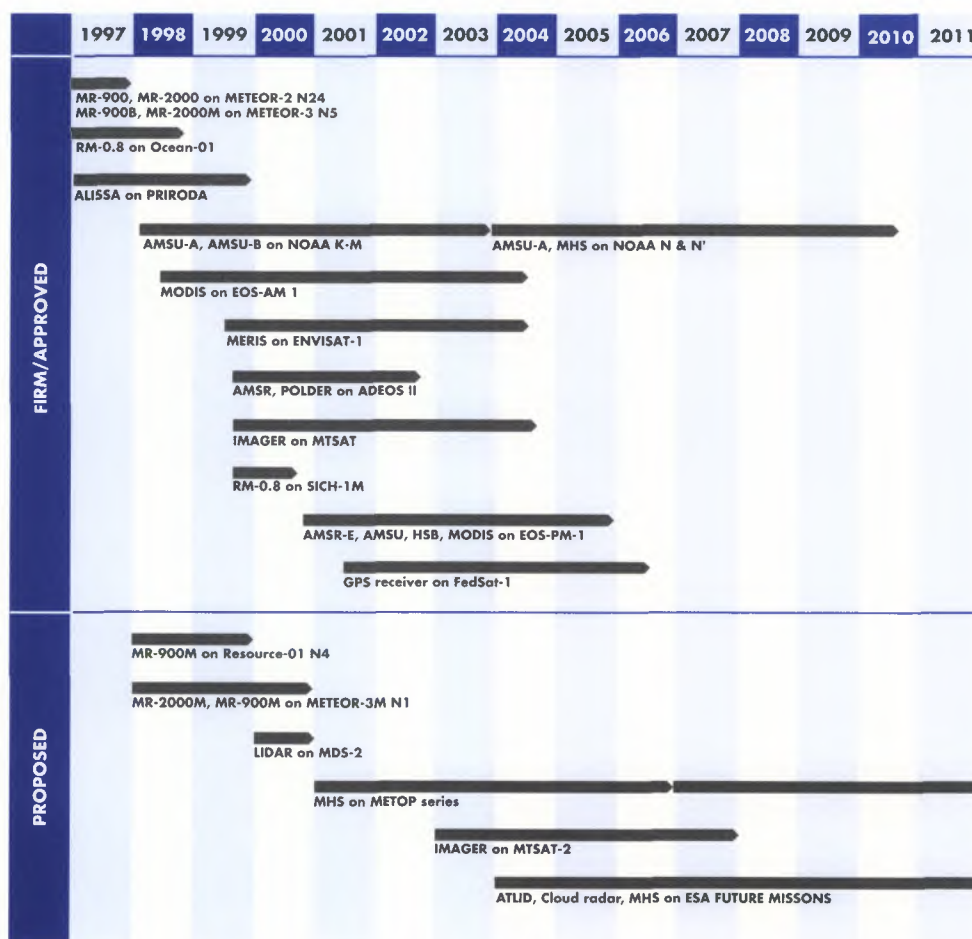 1997 1998 1999 2000 2001 2002 2003 2004 2005 2006 2007 2008 2009 2010 2011
FIRM/APPROVED
MR-900, MR-2000 on METEOR-2 N24
MR-900B, MR-2000M on METEOR-3 N5
RM-0.8 on Ocean-01
ALISSA on PRIRODA
AMSU-A, AMSU-B on NOAA K-M
AMSU-A, MHS on NOAA N & N'
MODIS on EOS-AM 1
MERIS on ENVISAT-1
AMSR, POLDER on ADEOS II
IMAGER on MTSAT
RM-0.8 on SICH-1M
AMSR-E, AMSU, HSB, MODIS on EOS-PM-1
GPS receiver on FedSat-1
PROPOSED
MR-900M on Resource-01 N4
MR-2000M, MR-900M on METEOR-3M N1
LIDAR on MDS-2
MHS on METOP series
IMAGER on MTSAT-2
ATLID, Cloud radar, MHS on ESA FUTURE MISSONS